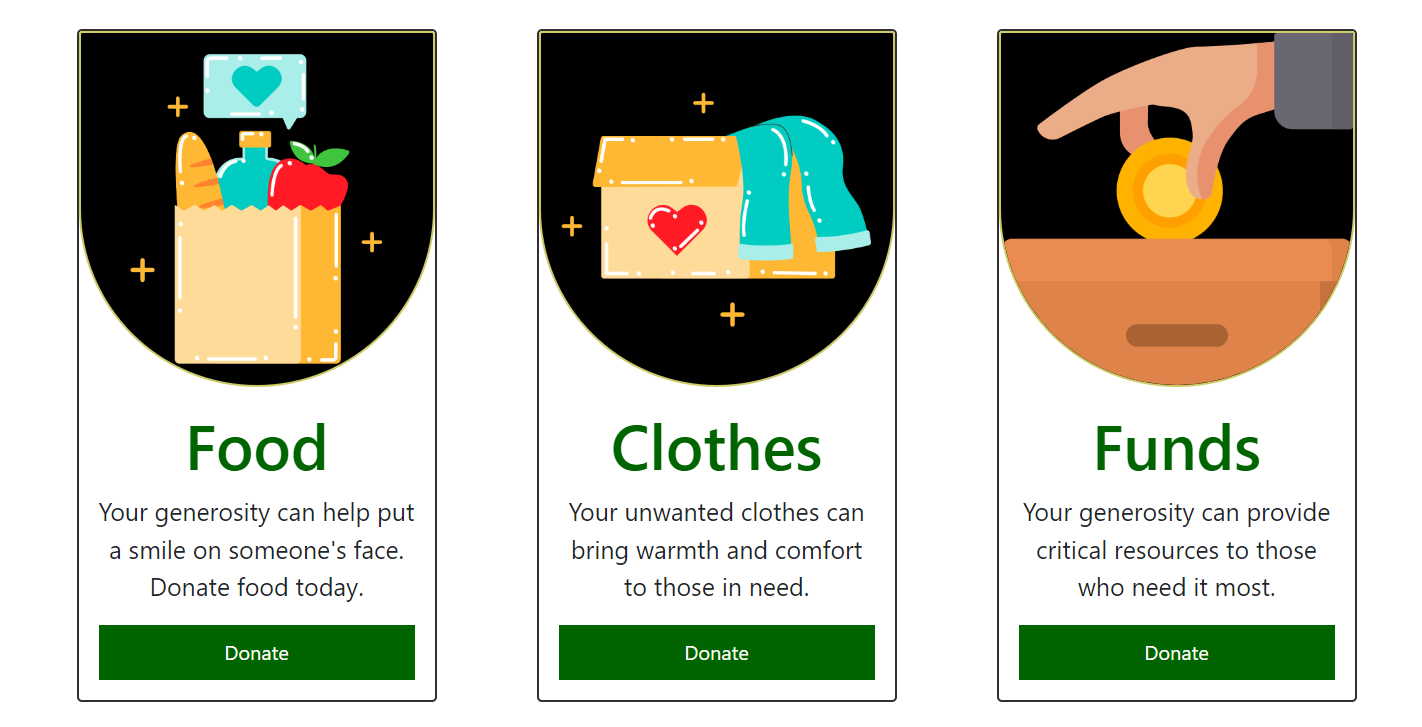 Food
Your generosity can help put
a smile on someone's face.
Donate food today.
Donate
Clothes
Your unwanted clothes can
bring warmth and comfort
to those in need.
Donate
Funds
Your generosity can provide
critical resources to those
who need it most.
Donate